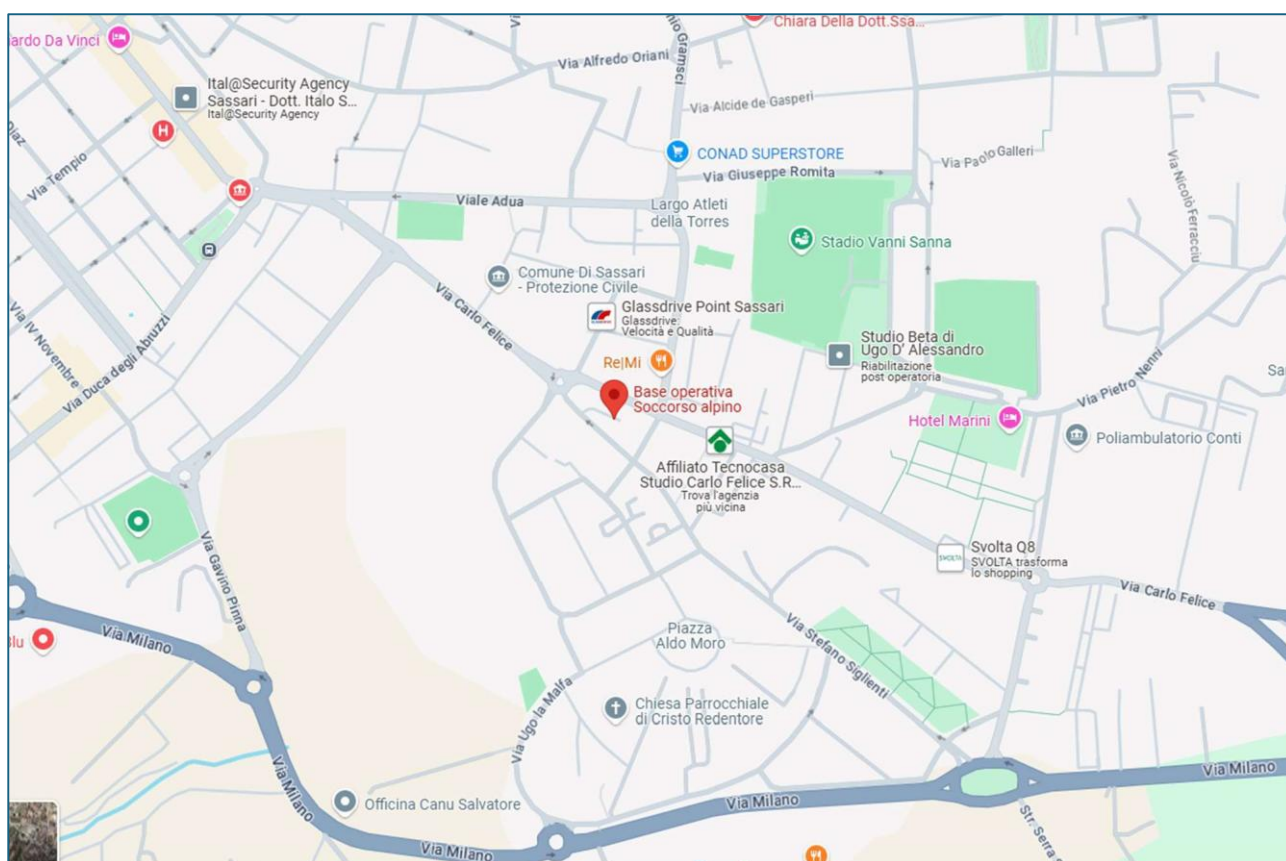 Chiara Della Dott.Ssa...
ardo Da Vinci
Via Alfredo Oriani
Gramsci
Ital@Security Agency
Sassari - Dott. Italo S...
Ital@Security Agency
Via Alcide de Gasperi
Diaz
H
Via Tempio
CONAD SUPERSTORE
Via Paolo Galleri
Via Giuseppe Romita
Via Nicolò Ferracciu
Viale Adua
Largo Atleti
della Torres
Stadio Vanni Sanna
Comune Di Sassari
- Protezione Civile
Via Carlo Felice
Glassdrive Point Sassari
Glassdrive:
Velocità e Qualità
Via IV Novembre
Via Duca degli Abruzzi
Studio Beta di
Ugo D' Alessandro
Riabilitazione
post operatoria
Re|Mi
Base operativa
Soccorso alpino
Via Pietro Nenni
Sa
Hotel Marini
Poliambulatorio Conti
Affiliato Tecnocasa
Studio Carlo Felice S.R...
Trova l'agenzia
più vicina
SVOLTA
Svolta Q8
SVOLTA trasforma
lo shopping
Via Gavino Pinna
Via Carlo Felice
Via Milano
Blu
Piazza
Aldo Moro
Via Stefano Siglienti
Via Ugo la Malfa
Chiesa Parrocchiale
di Cristo Redentore
Via Milano
Via Milano
Officina Canu Salvatore
Via Milano
Via Milano
Str. Serra